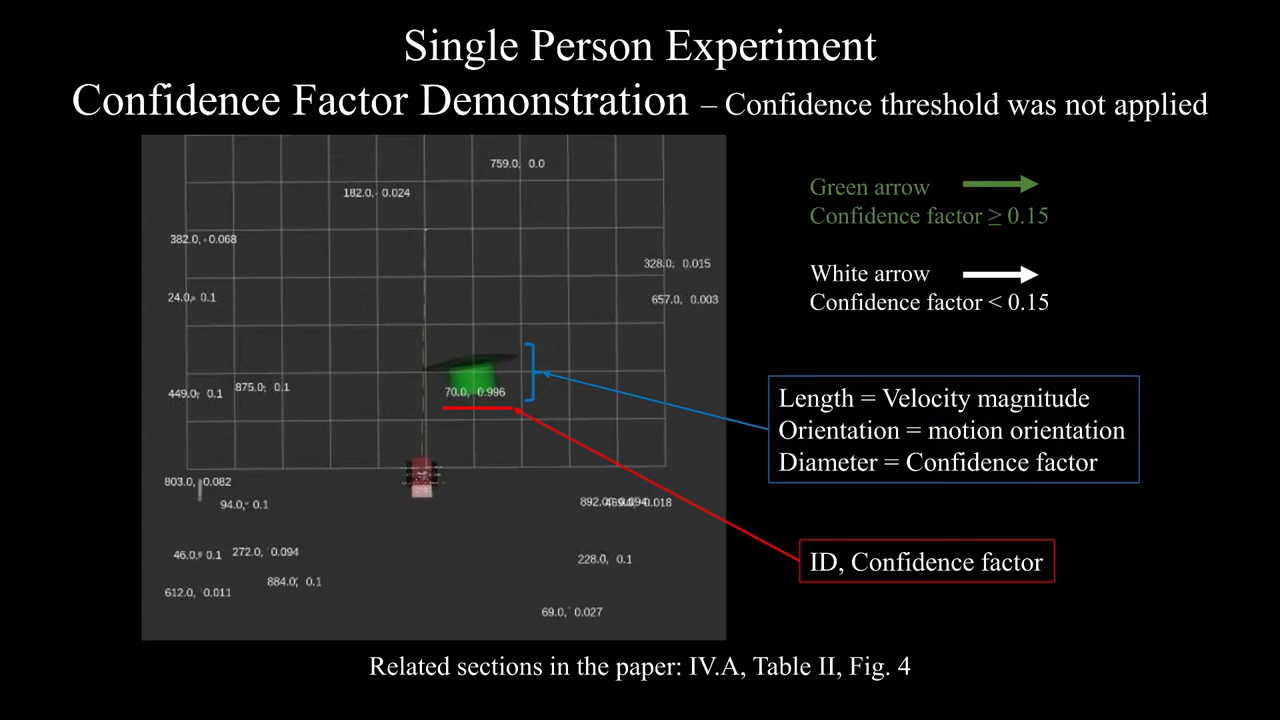 Single Person Experiment
Confidence Factor Demonstration – Confidence threshold was not applied
759.0, 0.0
182.0, 0.024
382.0, 0.068
328.0, 0.015
24.0, 0.1
657.0, 0.003
449.0, 0.1
875.0, 0.1
70.0, 0.996
803.0, 0.082
94.0, 0.1
892.0
0.018
46.0, 0.1
272.0, 0.094
228.0, 0.1
884.0, 0.1
612.0, 0.011
69.0, 0.027
Green arrow
Confidence factor ≥ 0.15
White arrow
Confidence factor < 0.15
Length = Velocity magnitude
Orientation = motion orientation
Diameter = Confidence factor
ID, Confidence factor
Related sections in the paper: IV.A, Table II, Fig. 4